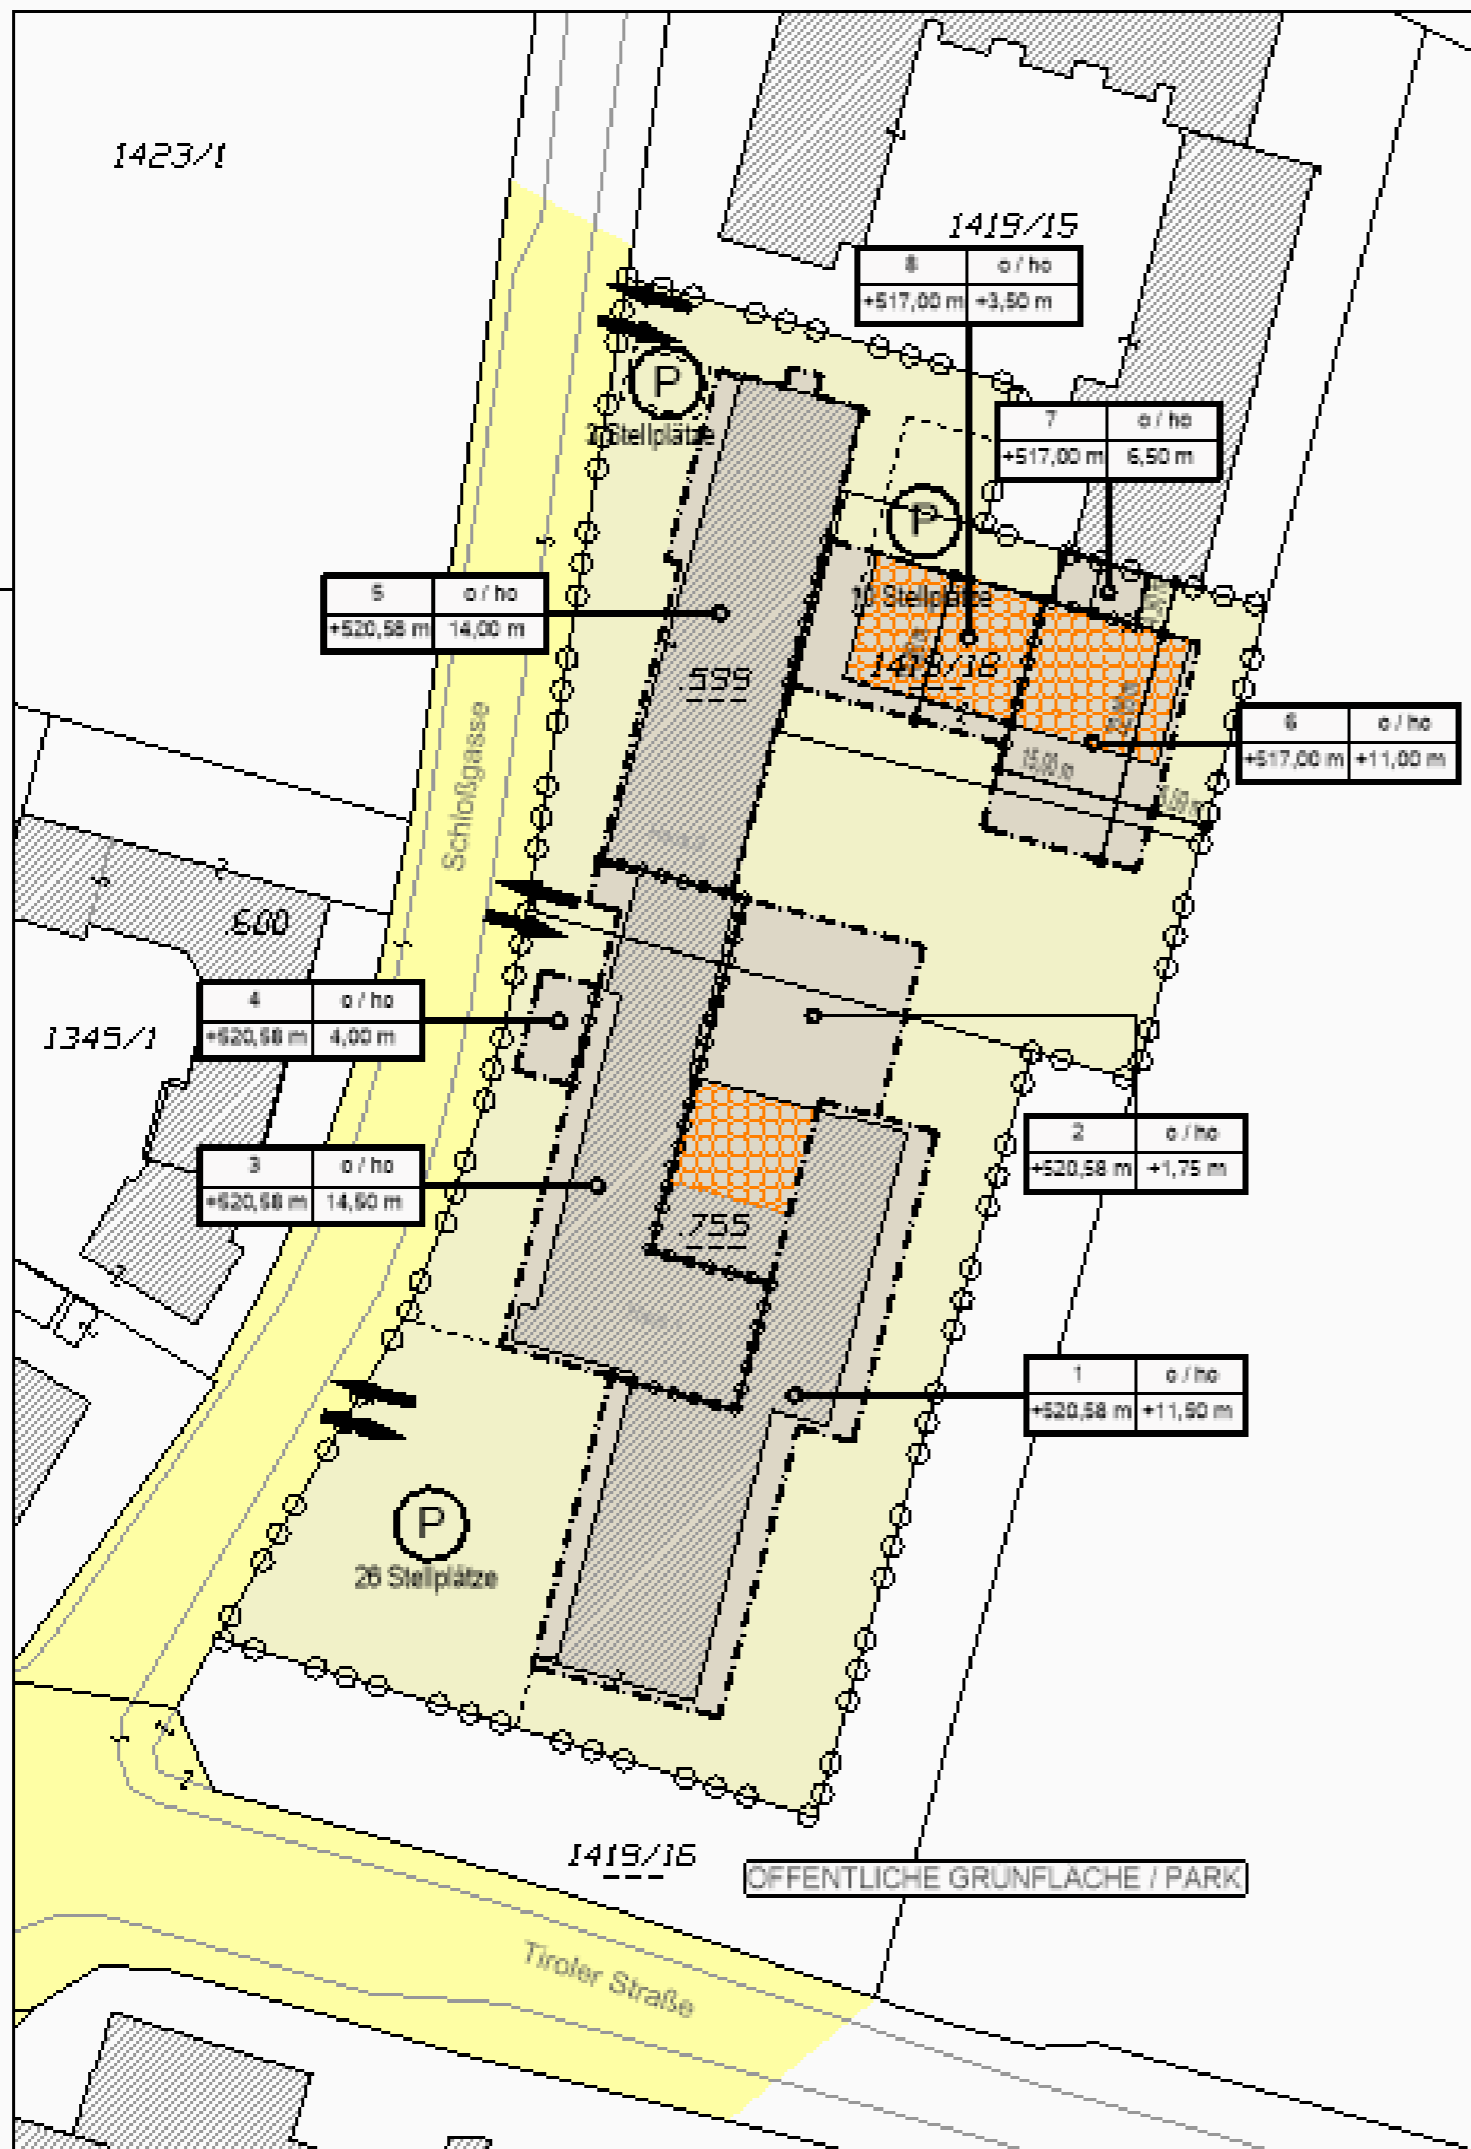 1423/1
1419/15
8 o / ho
+517,00 m +3,50 m
P
Stellplätze
7 o / ho
+517,00 m 6,50 m
P
10 Stellplätze
5 o / ho
+520,58 m 14,00 m
.599
1419/18
6 o / ho
+517,00 m +11,00 m
15,00 m
Schloßgasse
.600
4 o / ho
+520,58 m 4,00 m
1345/1
2 o / ho
+520,58 m +1,75 m
3 o / ho
+520,58 m 14,50 m
.755
1 o / ho
+520,58 m +11,50 m
P
26 Stellplätze
1419/16
ÖFFENTLICHE GRÜNFLÄCHE / PARK
Tiroler Straße